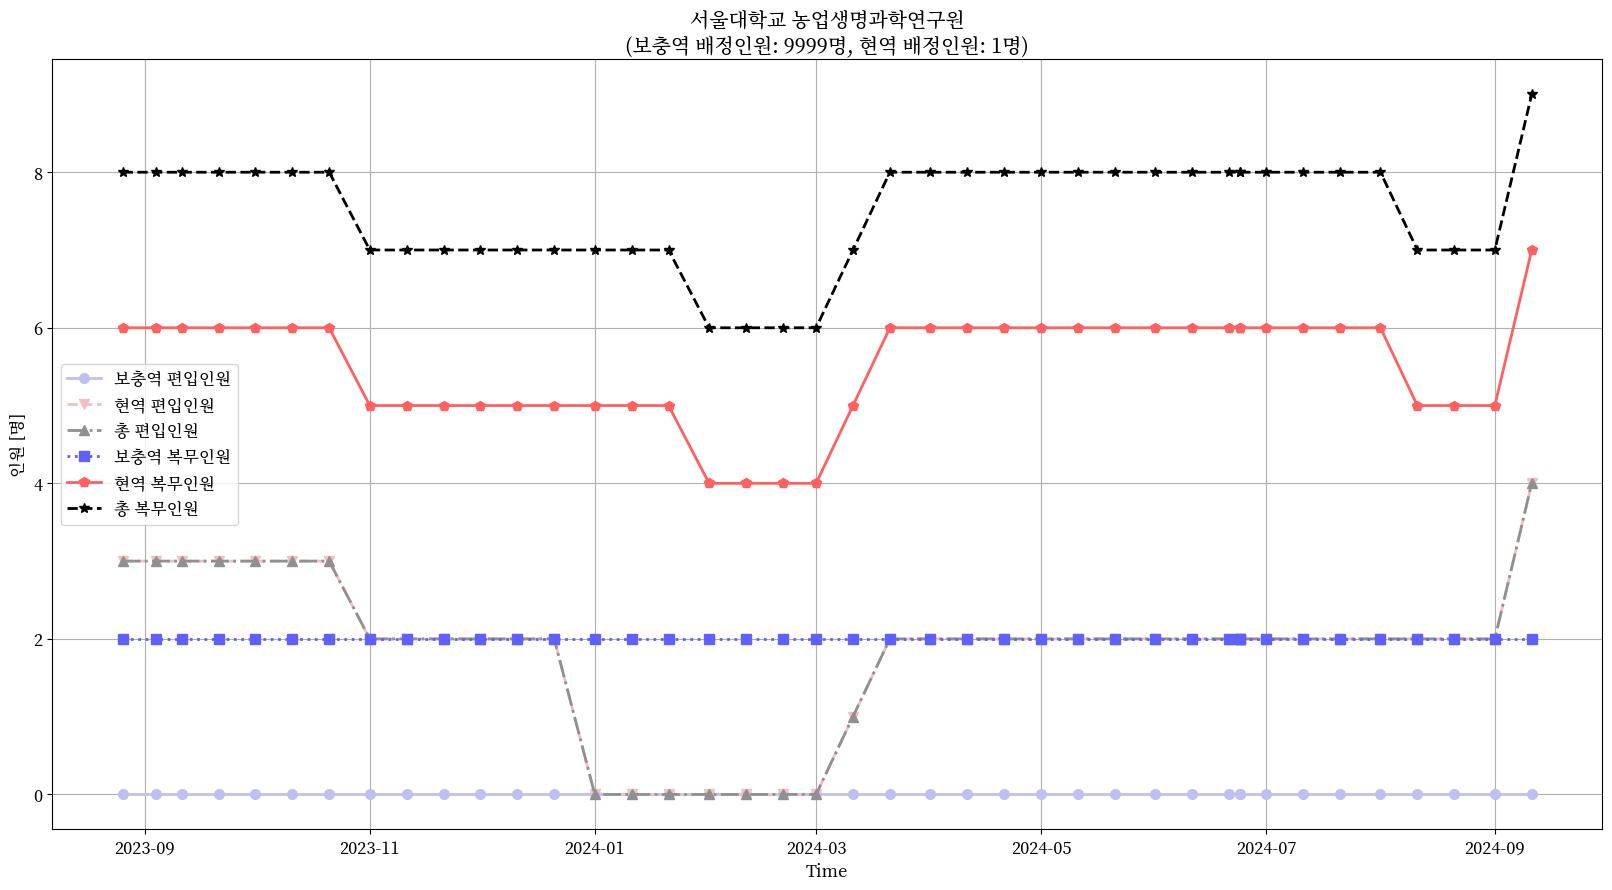 서울대학교 농업생명과학연구원
(보충역 배정인원: 9999명, 현역 배정인원: 1명)
인원 [명]
8
6
4
2
0
보충역 편입인원
현역 편입인원
총 편입인원
보충역 복무인원
현역 복무인원
총 복무인원
2023-09
2023-11
2024-01
2024-03
2024-05
2024-07
2024-09
Time